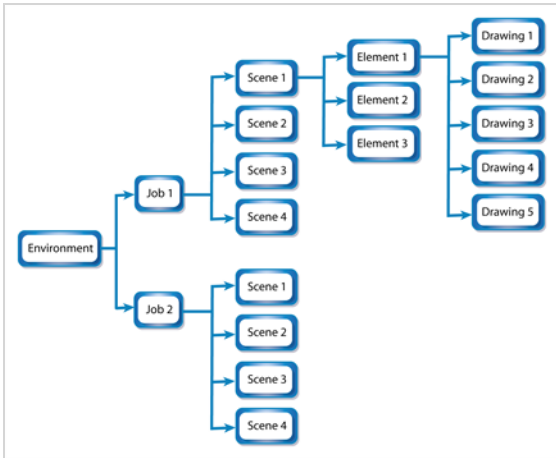 Environment
Job 1
Scene 1
Element 1
Drawing 1
Drawing 2
Drawing 3
Drawing 4
Drawing 5
Element 2
Element 3
Scene 2
Scene 3
Scene 4
Job 2
Scene 1
Scene 2
Scene 3
Scene 4